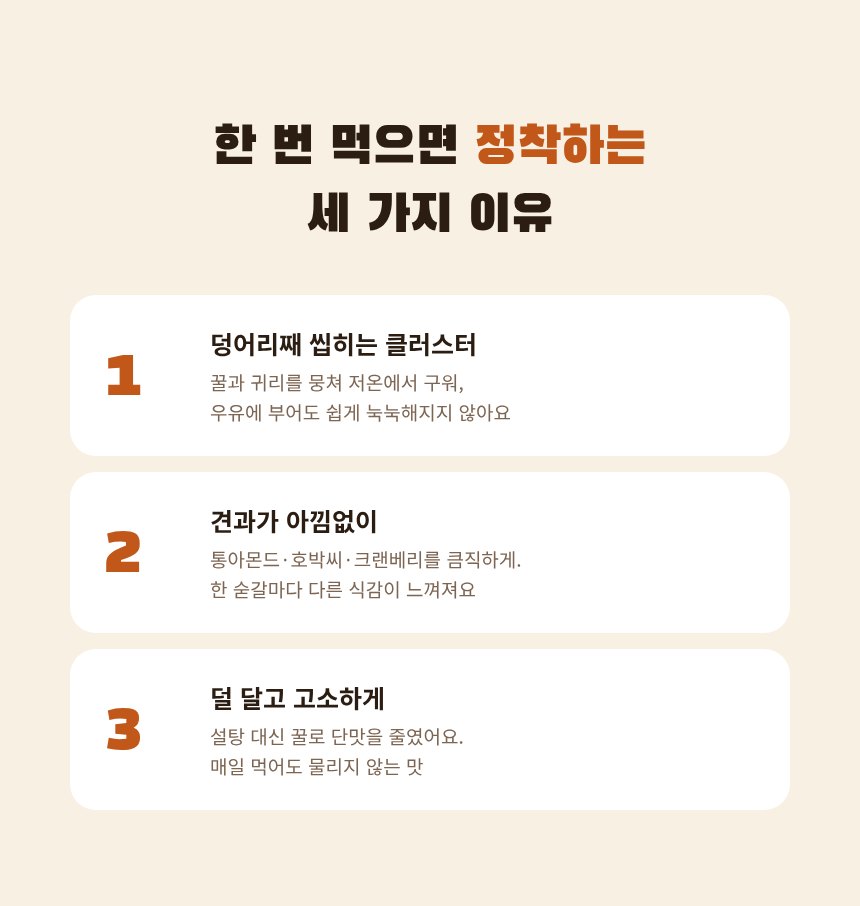 한 번 먹으면 정착하는
세 가지 이유
1
덩어리째 씹히는 클러스터
꿀과 귀리를 뭉쳐 저온에서 구워,
우유에 부어도 쉽게 눅눅해지지 않아요
2
견과가 아낌없이
통아몬드·호박씨·크랜베리를 큼직하게.
한 숟갈마다 다른 식감이 느껴져요
3
덜 달고 고소하게
설탕 대신 꿀로 단맛을 줄였어요.
매일 먹어도 물리지 않는 맛